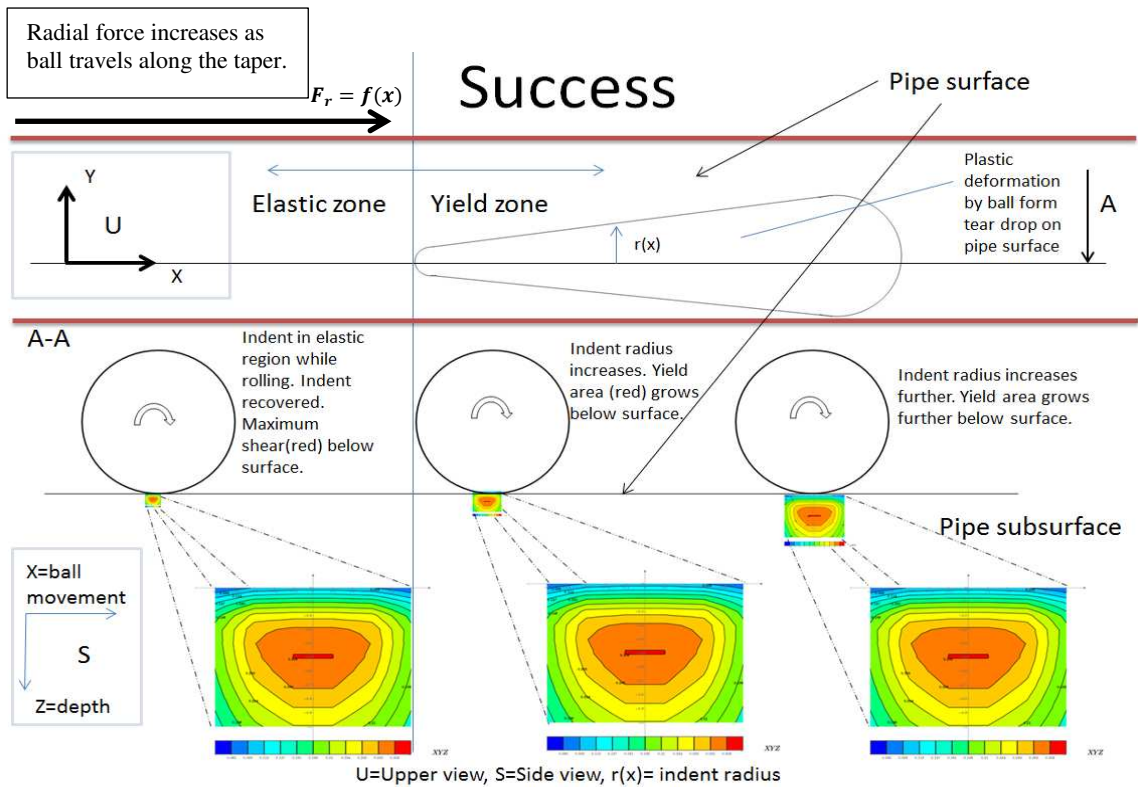 Radial force increases as
ball travels along the taper.
F_r = f(x)
Success
Pipe surface
Y
U
X
Elastic zone
Yield zone
r(x)
Plastic
deformation
by ball form
tear drop on
pipe surface
A
A-A
Indent in elastic
region while
rolling. Indent
recovered.
Maximum
shear(red) below
surface.
Indent radius
increases. Yield
area (red) grows
below surface.
Indent radius increases
further. Yield area grows
further below surface.
Pipe subsurface
X=ball
movement
S
Z=depth
XYZ
XYZ
XYZ
U=Upper view, S=Side view, r(x)= indent radius